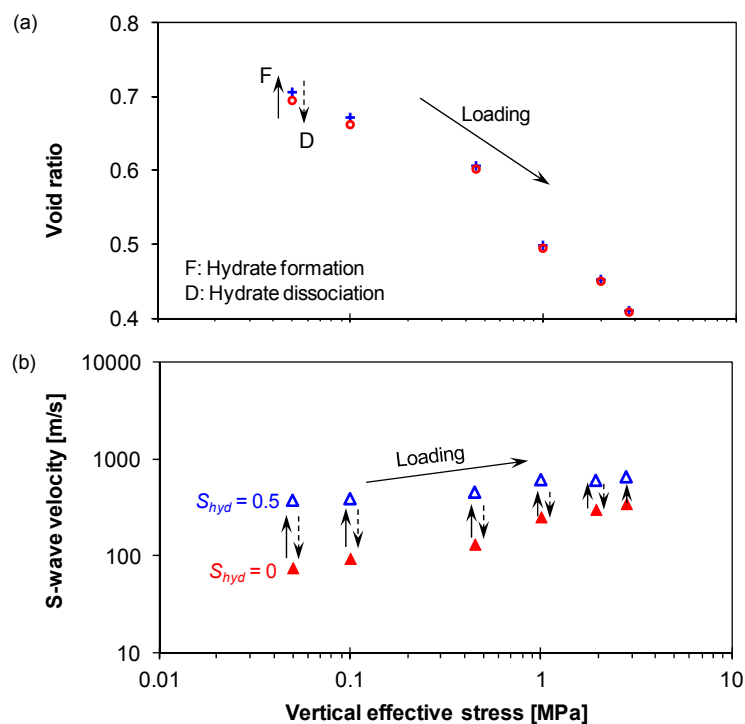 (a)
0.8
0.7
0.6
0.5
0.4
Void ratio
F
D
Loading
F: Hydrate formation
D: Hydrate dissociation
(b)
10000
1000
100
10
S-wave velocity [m/s]
Loading
Shyd = 0.5
Shyd = 0
0.01 0.1 1 10
Vertical effective stress [MPa]